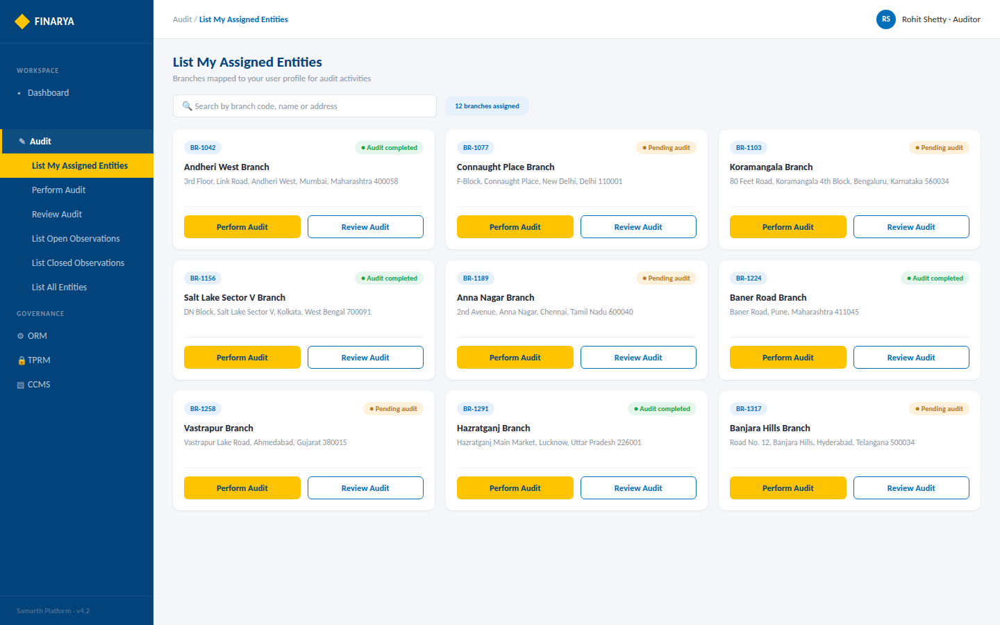 FINARYA
Audit / List My Assigned Entities
RS
Rohit Shetty · Auditor
WORKSPACE
Dashboard
Audit
List My Assigned Entities
Perform Audit
Review Audit
List Open Observations
List Closed Observations
List All Entities
GOVERNANCE
ORM
TPRM
CCMS
Samarth Platform - v4.2
List My Assigned Entities
Branches mapped to your user profile for audit activities
Search by branch code, name or address
12 branches assigned
BR-1042
Audit completed
Andheri West Branch
3rd Floor, Link Road, Andheri West, Mumbai, Maharashtra 400058
Perform Audit
Review Audit
BR-1077
Pending audit
Connaught Place Branch
F-Block, Connaught Place, New Delhi, Delhi 110001
Perform Audit
Review Audit
BR-1103
Pending audit
Koramangala Branch
80 Feet Road, Koramangala 4th Block, Bengaluru, Karnataka 560034
Perform Audit
Review Audit
BR-1156
Audit completed
Salt Lake Sector V Branch
DN Block, Salt Lake Sector V, Kolkata, West Bengal 700091
Perform Audit
Review Audit
BR-1189
Pending audit
Anna Nagar Branch
2nd Avenue, Anna Nagar, Chennai, Tamil Nadu 600040
Perform Audit
Review Audit
BR-1224
Audit completed
Baner Road Branch
Baner Road, Pune, Maharashtra 411045
Perform Audit
Review Audit
BR-1258
Pending audit
Vastrapur Branch
Vastrapur Lake Road, Ahmedabad, Gujarat 380015
Perform Audit
Review Audit
BR-1291
Audit completed
Hazratganj Branch
Hazratganj Main Market, Lucknow, Uttar Pradesh 226001
Perform Audit
Review Audit
BR-1317
Pending audit
Banjara Hills Branch
Road No. 12, Banjara Hills, Hyderabad, Telangana 500034
Perform Audit
Review Audit